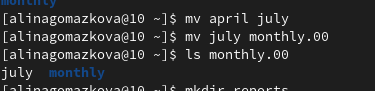 monthly
[alinagomazkova@10 ~]$ mv april july
[alinagomazkova@10 ~]$ mv july monthly.00
[alinagomazkova@10 ~]$ ls monthly.00
july  monthly
[alinagomazkova@10 ~]$ mkdir reports